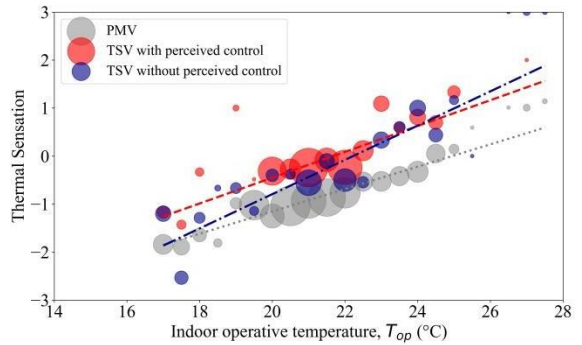 3
2
1
0
−1
−2
−3
Thermal Sensation
PMV
TSV with perceived control
TSV without perceived control
14 16 18 20 22 24 26 28
Indoor operative temperature, Top (°C)